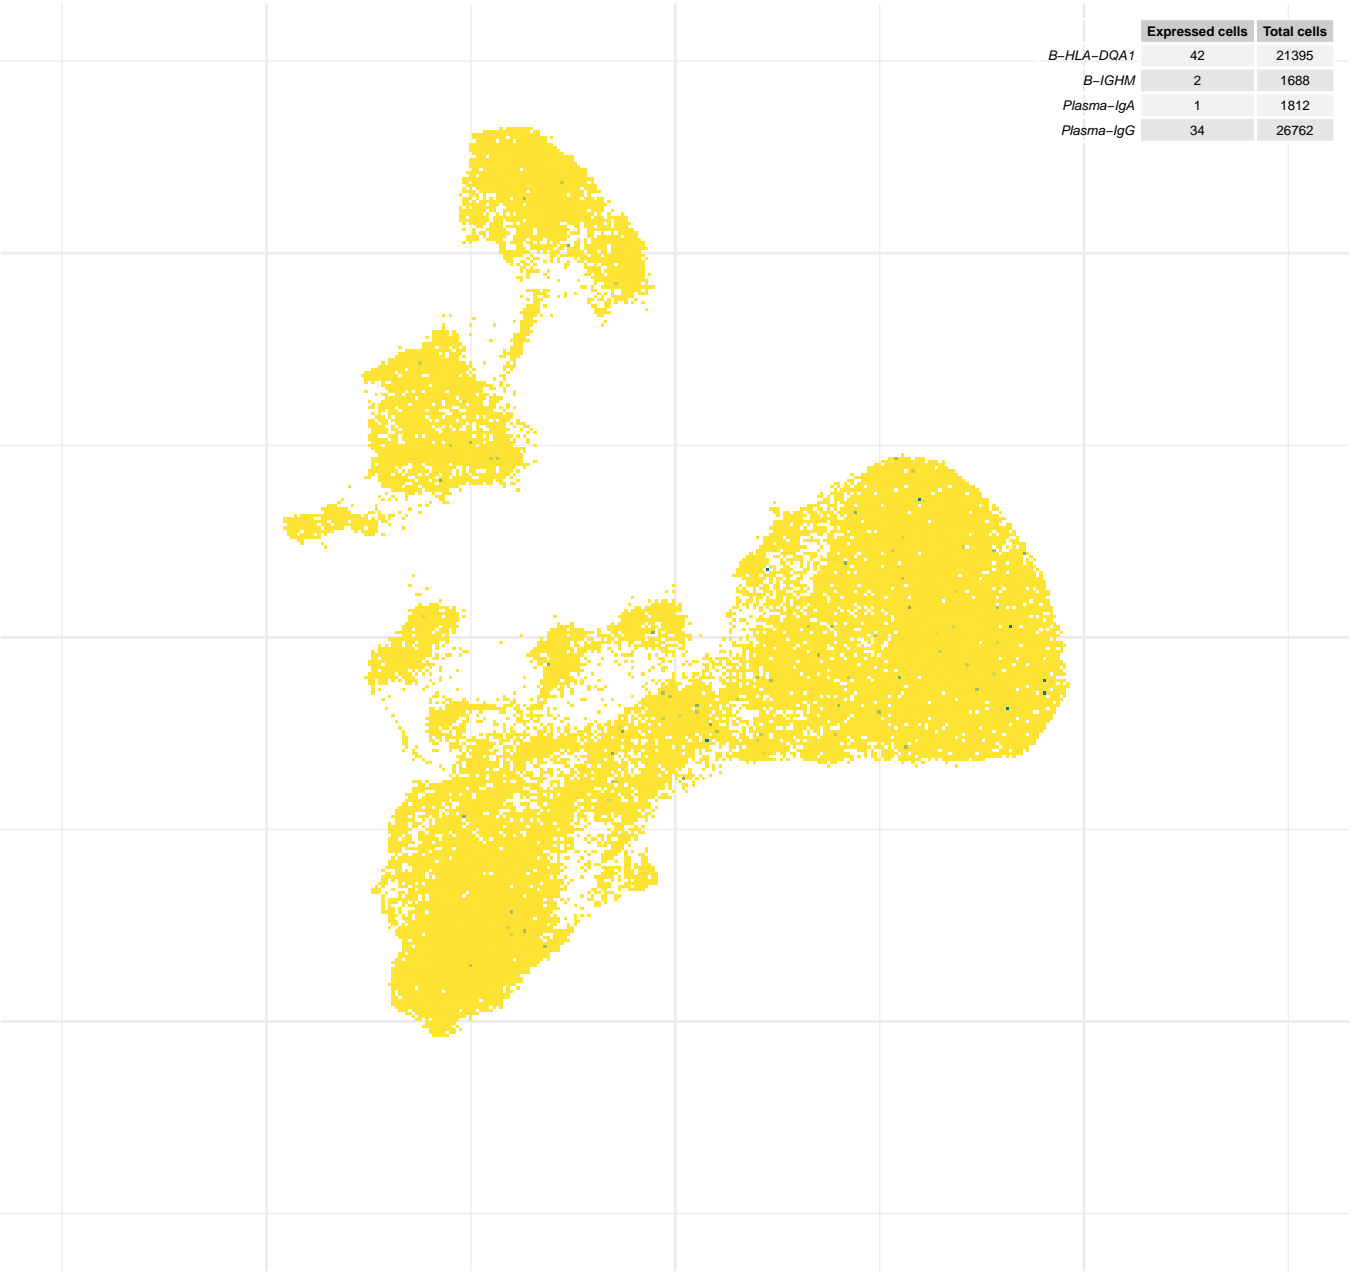 Expressed cells Total cells
B−HLA−DQA1 42 21395
B−IGHM 2 1688
Plasma−IgA 1 1812
Plasma−IgG 34 26762